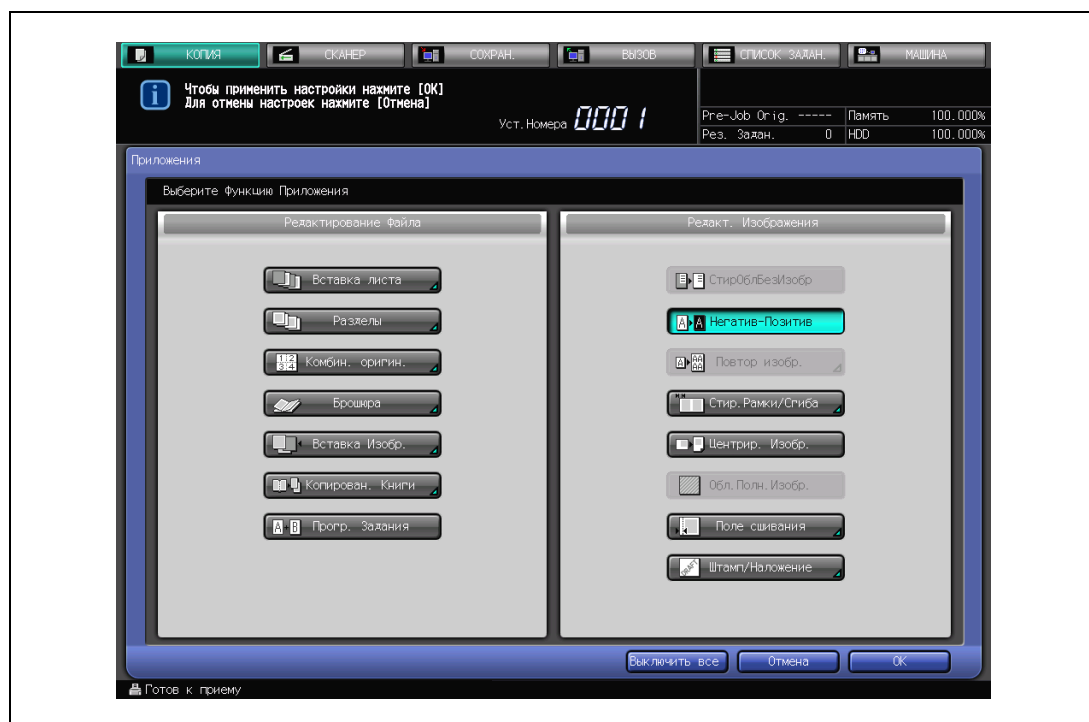 КОПИЯ СКАНЕР СОХРАН. ВЫЗОВ СПИСОК ЗАДАН. МАШИНА
Чтобы применить настройки нажмите [OK]
Для отмены настроек нажмите [Отмена]
Уст.Номера 0001
Pre-Job Orig. ----- Память 100.000%
Рез. Задан. 0 HDD 100.000%
Приложения
Выберите Функцию Приложения
Редактирование Файла
Вставка листа
Разделы
Комбин. оригин.
Брошюра
Вставка Изобр.
Копирован. Книги
Прогр. Задания
Редакт. Изображения
СтирОблБезИзобр
Негатив-Позитив
Повтор изобр.
Стир.Рамки/Сгиба
Центрир. Изобр.
Обл.Полн.Изобр.
Поле сшивания
Штамп/Наложение
Выключить все Отмена OK
Готов к приему